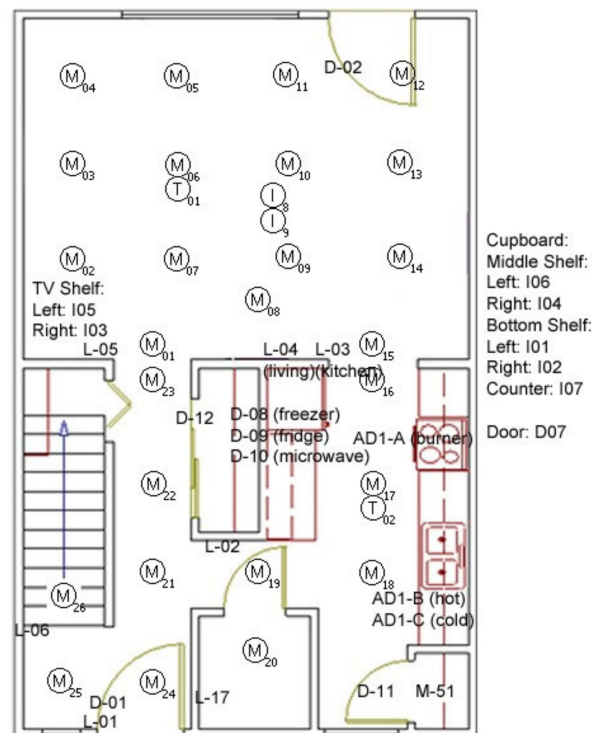 M04 M05 M11 D-02 M12
M03 M06 M10 M13
T01 I8
I9
M02 M07 M09 M14
Cupboard:
Middle Shelf:
Left: I06
Right: I04
Bottom Shelf:
Left: I01
Right: I02
Counter: I07
Door: D07
TV Shelf:
Left: I05
Right: I03
M08
L-05 M01 L-04 L-03 M15
(living)(kitchen)
M23 M16
D-12 D-08 (freezer)
D-09 (fridge) AD1-A (burner)
D-10 (microwave)
M22 M17
T02
L-02
M21 M19 M18
M26 AD1-B (hot)
AD1-C (cold)
L-06
M20
M25 M24 L-17 D-11 M-51
D-01
L-01